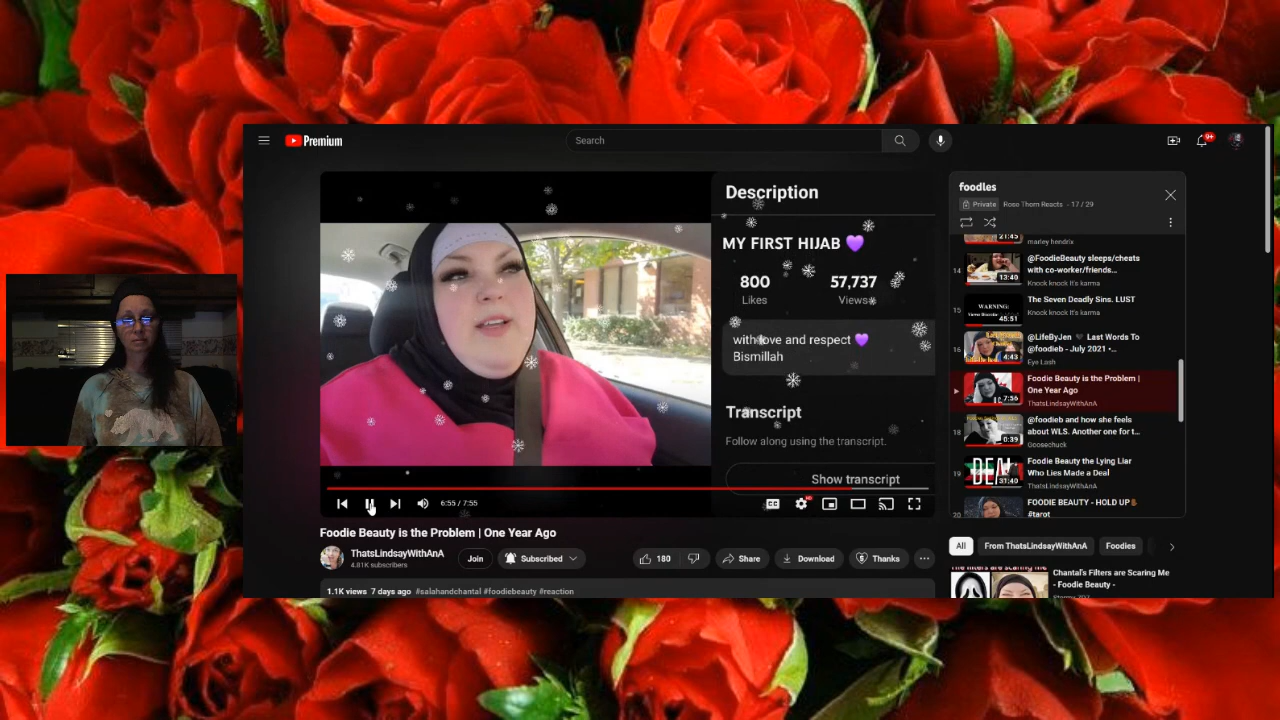 Premium
Search
9+
Description
MY FIRST HIJAB 💜
800
57,737
Likes
Views
with love and respect 💜
Bismillah
Transcript
Follow along using the transcript.
Show transcript
6:55 / 7:55
Foodie Beauty is the Problem | One Year Ago
ThatsLindsayWithAnA
4.81K subscribers
Join
Subscribed
180
Share
Download
Thanks
1.1K views 7 days ago #salahandchantal #foodiebeauty #reaction
foodles
Private
Rose Thorn Reacts - 17 / 29
21:45
marley hendrix
14
13:40
@FoodieBeauty sleeps/cheats
with co-worker/friends...
Knock knock It's karma
15
WARNING:
45:51
The Seven Deadly Sins. LUST
Knock knock It's karma
16
4:43
@LifeByJen 🖤 Last Words To
@foodieb - July 2021 •...
Eye Lash
7:56
Foodie Beauty is the Problem |
One Year Ago
ThatsLindsayWithAnA
18
0:39
@foodieb and how she feels
about WLS. Another one for t...
Goosechuck
19
31:40
Foodie Beauty the Lying Liar
Who Lies Made a Deal
ThatsLindsayWithAnA
20
FOODIE BEAUTY - HOLD UP✋
#tarot
All
From ThatsLindsayWithAnA
Foodies
Chantal's Filters are Scaring Me
- Foodie Beauty -